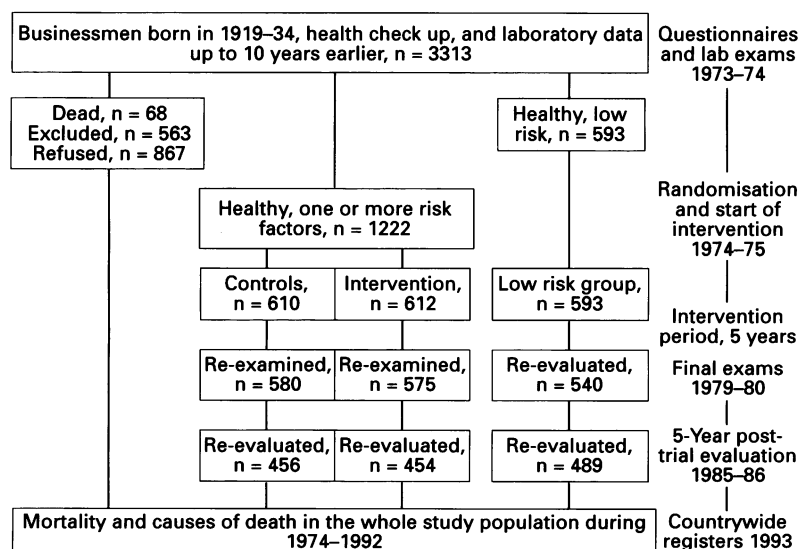 Businessmen born in 1919–34, health check up, and laboratory data
up to 10 years earlier, n = 3313
Questionnaires
and lab exams
1973–74
Dead, n = 68
Excluded, n = 563
Refused, n = 867
Healthy, low
risk, n = 593
Healthy, one or more risk
factors, n = 1222
Randomisation
and start of
intervention
1974–75
Controls,
n = 610
Intervention,
n = 612
Low risk group,
n = 593
Intervention
period, 5 years
Re-examined,
n = 580
Re-examined,
n = 575
Re-evaluated,
n = 540
Final exams
1979–80
Re-evaluated,
n = 456
Re-evaluated,
n = 454
Re-evaluated,
n = 489
5-Year post-
trial evaluation
1985–86
Mortality and causes of death in the whole study population during
1974–1992
Countrywide
registers 1993